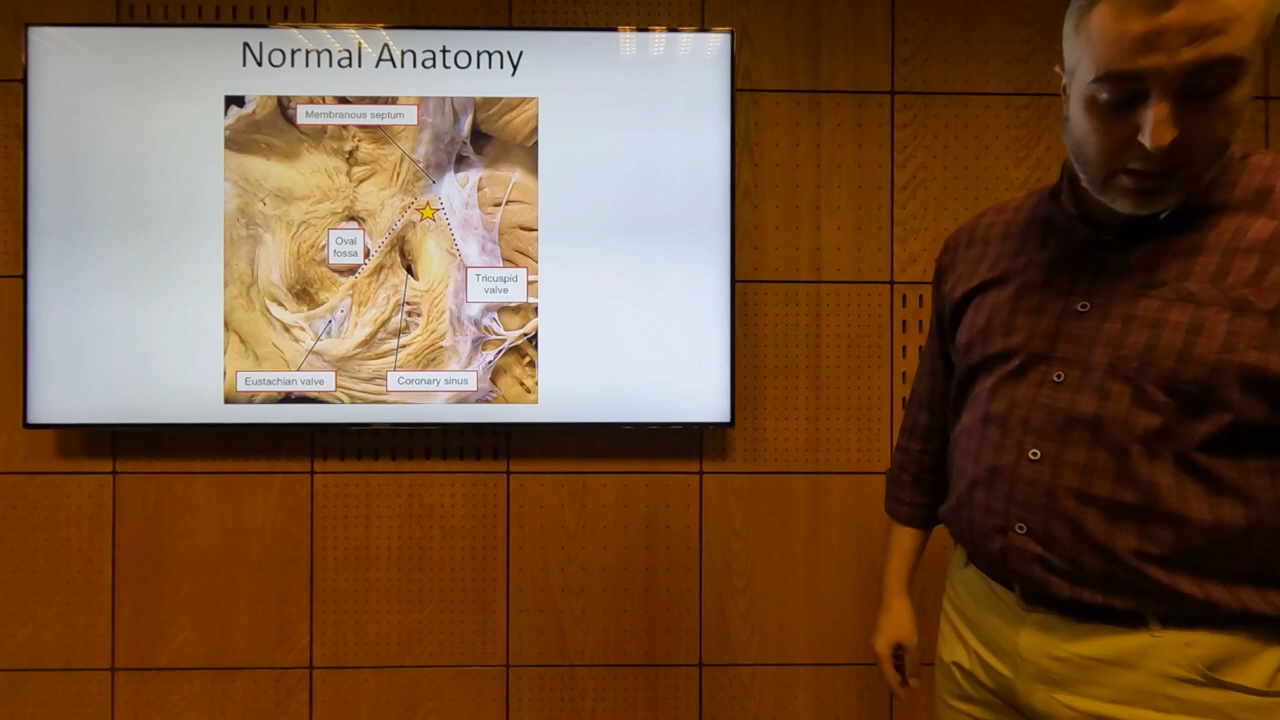 Normal Anatomy
Membranous septum
Oval
fossa
Tricuspid
valve
Eustachian valve
Coronary sinus